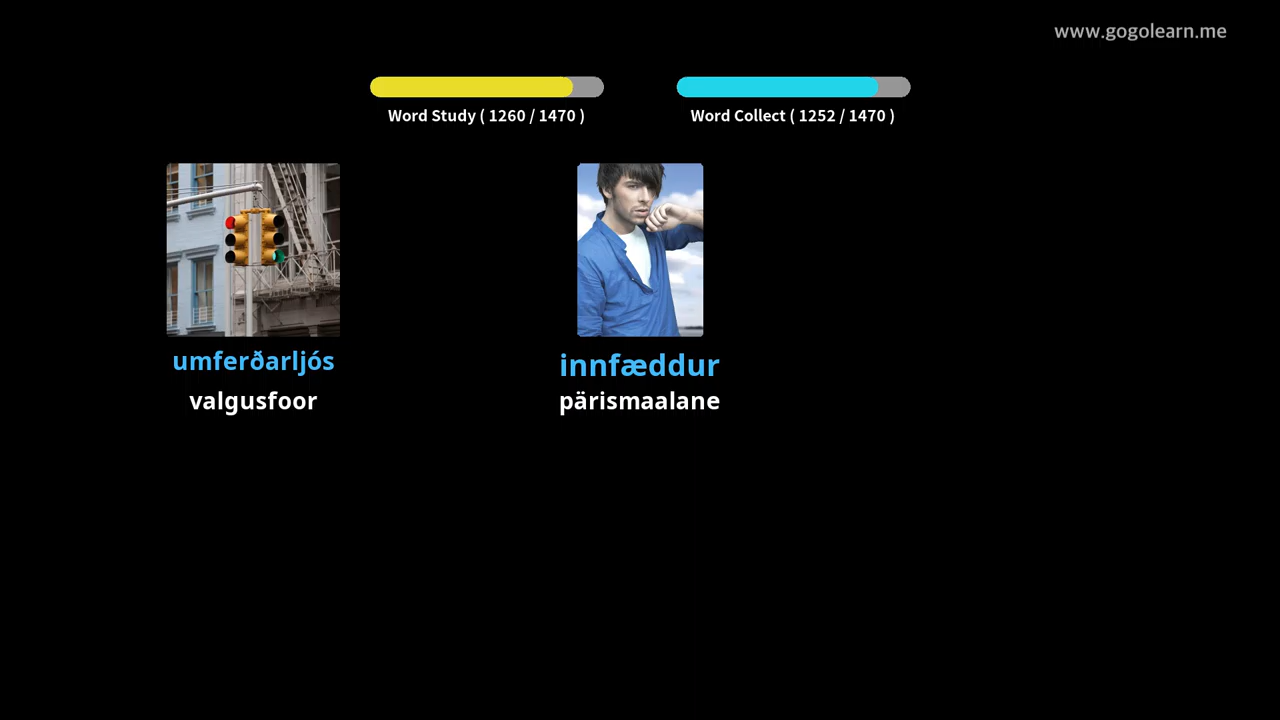 www.gogolearn.me
Word Study ( 1260 / 1470 )
Word Collect ( 1252 / 1470 )
umferðarljós
valgusfoor
innfæddur
pärismaalane